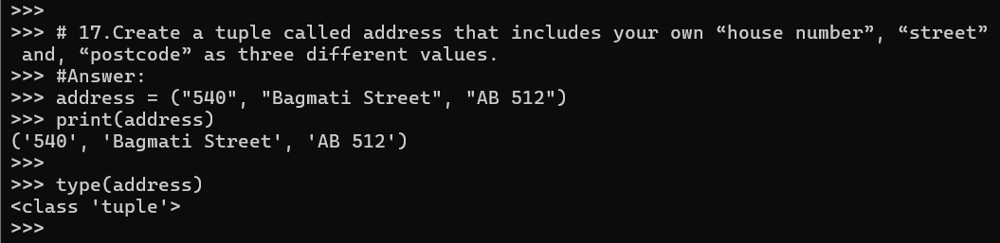 >>>
>>> # 17.Create a tuple called address that includes your own “house number”, “street”
 and, “postcode” as three different values.
>>> #Answer:
>>> address = ("540", "Bagmati Street", "AB 512")
>>> print(address)
('540', 'Bagmati Street', 'AB 512')
>>>
>>> type(address)
<class 'tuple'>
>>>